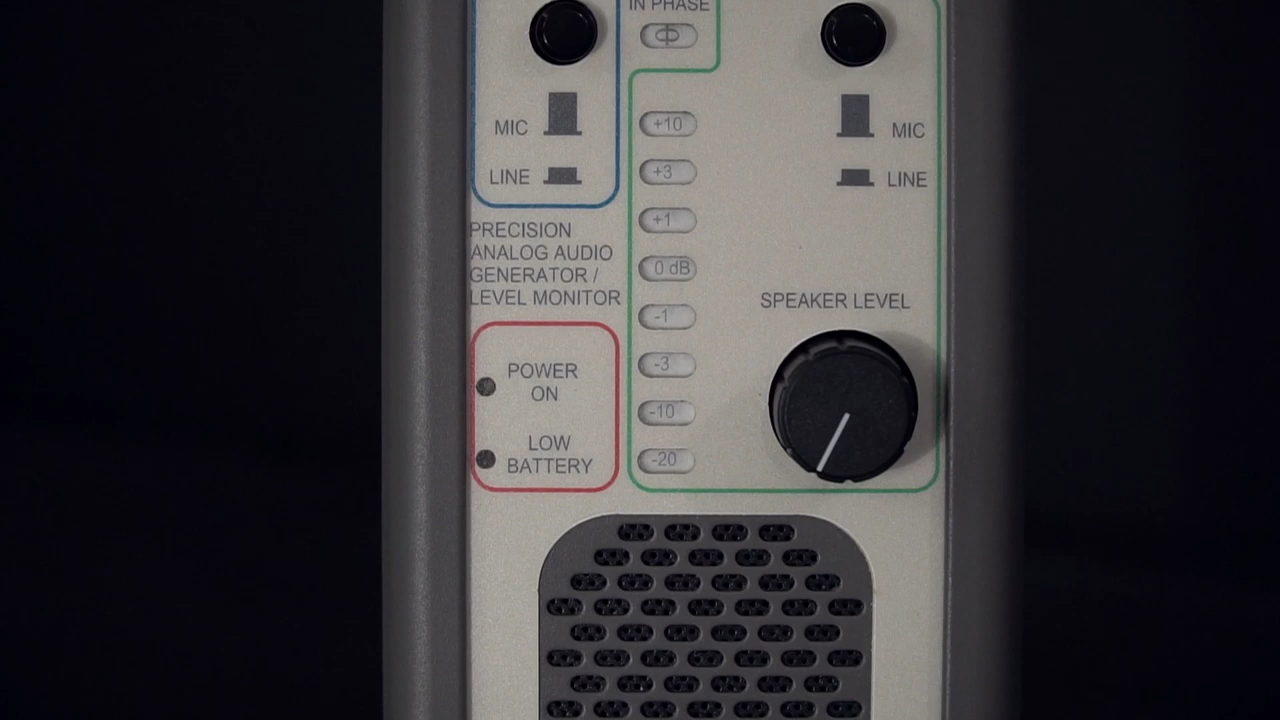 IN PHASE
MIC
LINE
+10
+3
+1
0 dB
-1
-3
-10
-20
MIC
LINE
PRECISION
ANALOG AUDIO
GENERATOR /
LEVEL MONITOR
SPEAKER LEVEL
POWER
ON
LOW
BATTERY